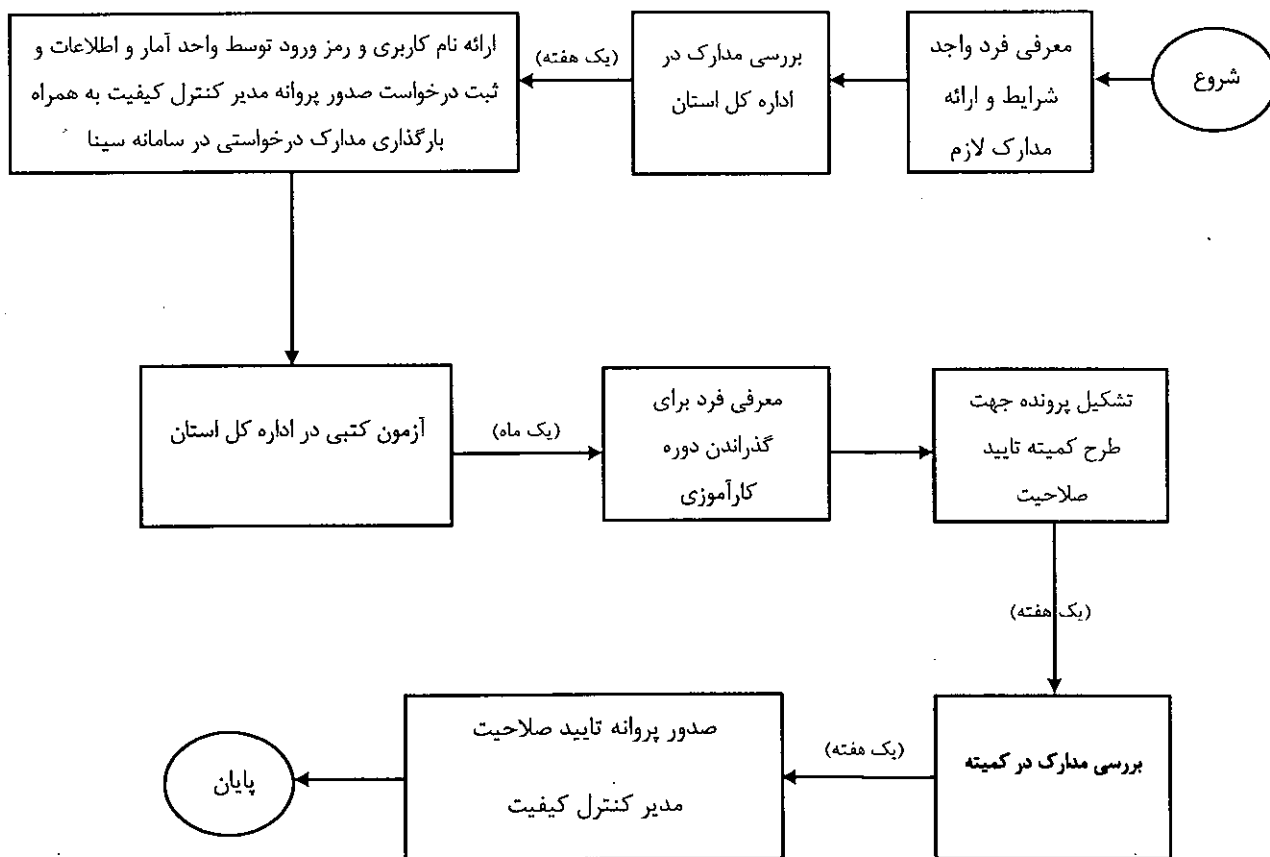 شروع
معرفی فرد واجد
شرایط و ارائه
مدارک لازم
بررسی مدارک در
اداره کل استان
(یک هفته)
ارائه نام کاربری و رمز ورود توسط واحد آمار و اطلاعات و
ثبت درخواست صدور پروانه مدیر کنترل کیفیت به همراه
بارگذاری مدارک درخواستی در سامانه سینا
آزمون کتبی در اداره کل استان
(یک ماه)
معرفی فرد برای
گذراندن دوره
کارآموزی
تشکیل پرونده جهت
طرح کمیته تایید
صلاحیت
(یک هفته)
بررسی مدارک در کمیته
(یک هفته)
صدور پروانه تایید صلاحیت
مدیر کنترل کیفیت
پایان